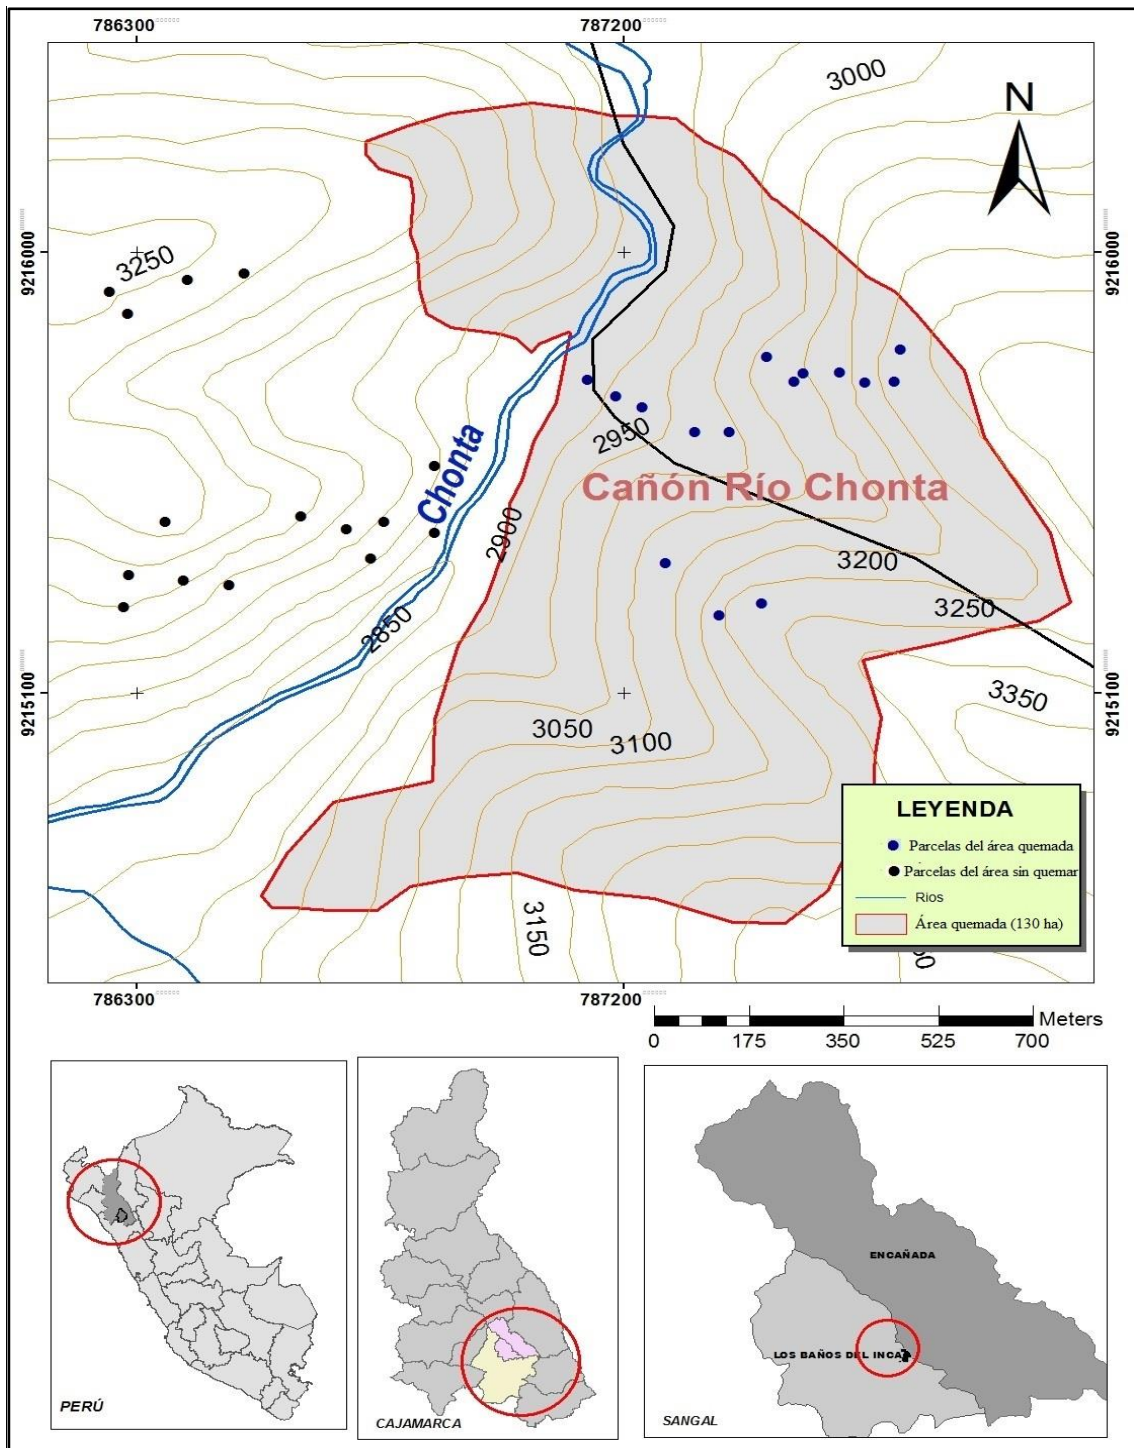 786300
787200
3000
N
9216000
9216000
3250
Chonta
2950
Cañón Río Chonta
2900
3200
3250
2850
3350
9215100
9215100
3050
3100
LEYENDA
Parcelas del área quemada
Parcelas del área sin quemar
Rios
Área quemada (130 ha)
3150
786300
787200
Meters
0 175 350 525 700
ENCAÑADA
LOS BAÑOS DEL INCA
PERÚ
CAJAMARCA
SANGAL